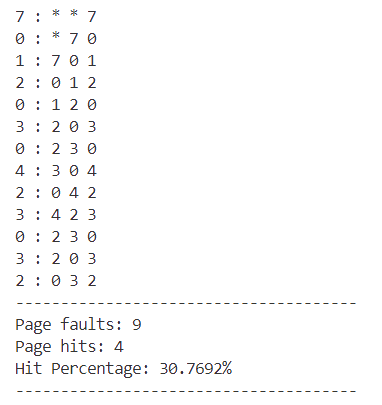 7 : * * 7
0 : * 7 0
1 : 7 0 1
2 : 0 1 2
0 : 1 2 0
3 : 2 0 3
0 : 2 3 0
4 : 3 0 4
2 : 0 4 2
3 : 4 2 3
0 : 2 3 0
3 : 2 0 3
2 : 0 3 2
------------------------------------
Page faults: 9
Page hits: 4
Hit Percentage: 30.7692%
------------------------------------